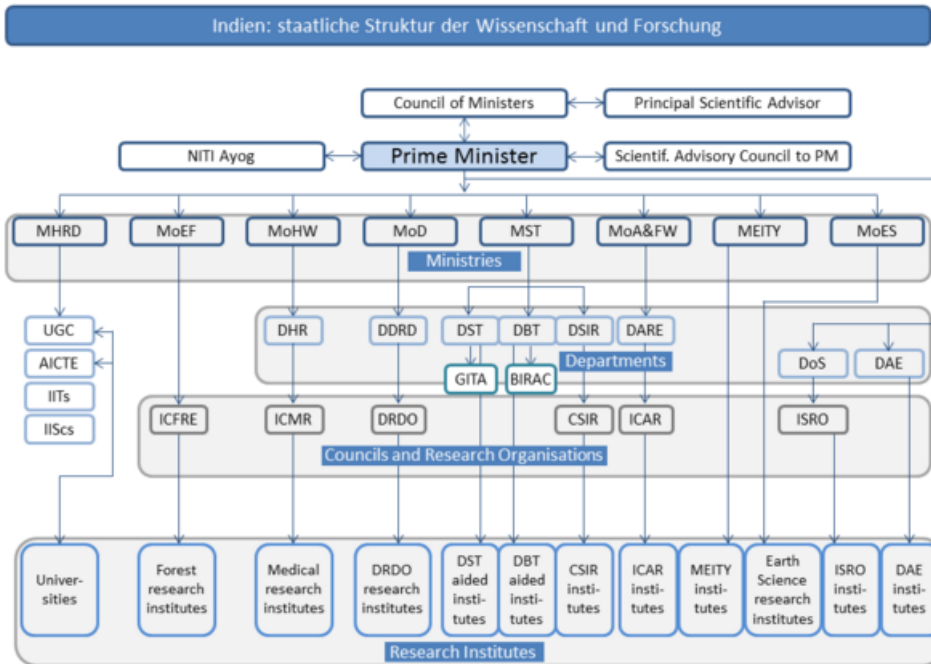 Indien: staatliche Struktur der Wissenschaft und Forschung
Council of Ministers
Principal Scientific Advisor
NITI Ayog
Prime Minister
Scientif. Advisory Council to PM
MHRD
MoEF
MoHW
MoD
MST
MoA&FW
MEITY
MoES
Ministries
UGC
DHR
DDRD
DST
DBT
DSIR
DARE
AICTE
Departments
DoS
DAE
GITA
BIRAC
IITs
IIScs
ICFRE
ICMR
DRDO
CSIR
ICAR
ISRO
Councils and Research Organisations
Univer-
sities
Forest
research
institutes
Medical
research
institutes
DRDO
research
institutes
DST
aided
insti-
tutes
DBT
aided
insti-
tutes
CSIR
insti-
tutes
ICAR
insti-
tutes
MEITY
insti-
tutes
Earth
Science
research
institutes
ISRO
insti-
tutes
DAE
insti-
tutes
Research Institutes